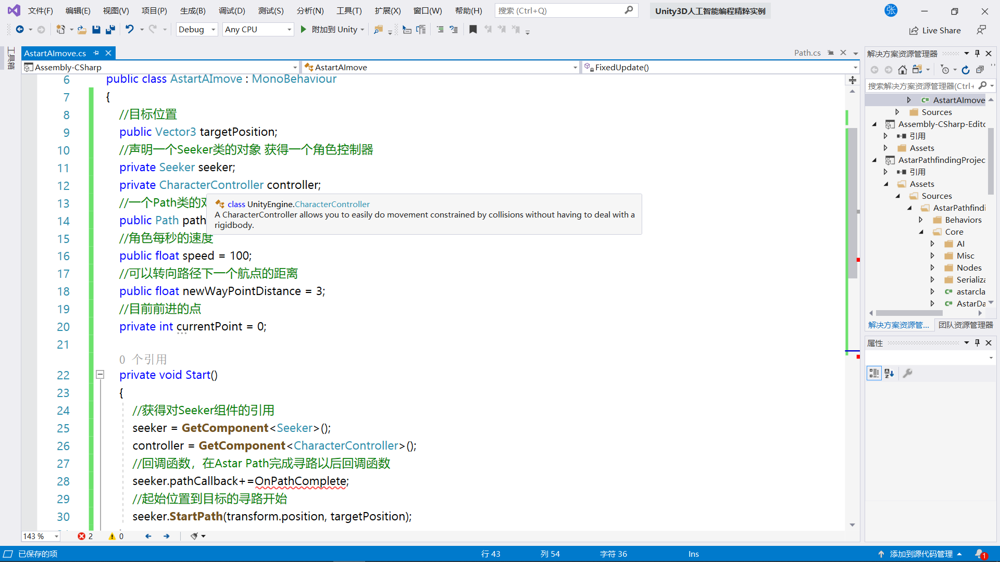 文件(F) 编辑(E) 视图(V) 项目(P) 生成(B) 调试(D) 测试(S) 分析(N) 工具(T) 扩展(X) 窗口(W) 帮助(H) 搜索 (Ctrl+Q) Unity3D人工智能编程精粹实例 张
Debug Any CPU 附加到 Unity Live Share
工具箱
AstartAImove.cs Path.cs
Assembly-CSharp AstartAImove FixedUpdate()
6 public class AstartAImove : MonoBehaviour
7 {
8 //目标位置
9 public Vector3 targetPosition;
10 //声明一个Seeker类的对象 获得一个角色控制器
11 private Seeker seeker;
12 private CharacterController controller;
13 //一个Path类的
class UnityEngine.CharacterController
A CharacterController allows you to easily do movement constrained by collisions without having to deal with a
rigidbody.
14 public Path path
15 //角色每秒的速度
16 public float speed = 100;
17 //可以转向路径下一个航点的距离
18 public float newWayPointDistance = 3;
19 //目前前进的点
20 private int currentPoint = 0;
21
0 个引用
22 private void Start()
23 {
24 //获得对Seeker组件的引用
25 seeker = GetComponent<Seeker>();
26 controller = GetComponent<CharacterController>();
27 //回调函数，在Astar Path完成寻路以后回调函数
28 seeker.pathCallback+=OnPathComplete;
29 //起始位置到目标的寻路开始
30 seeker.StartPath(transform.position, targetPosition);
143 % 2 0
解决方案资源管理器
搜索解决方案资源管理器(Ctrl+
C# AstartAImove
Sources
Assembly-CSharp-Edito
引用
Assets
AstarPathfindingProjec
引用
Assets
Sources
AstarPathfindi
Behaviors
Core
AI
Misc
Nodes
Serializa
C# astarcla
C# AstarDa
解决方案资源管... 团队资源管理器
属性
已保存的项 行 43 列 54 字符 36 Ins 添加到源代码管理 1